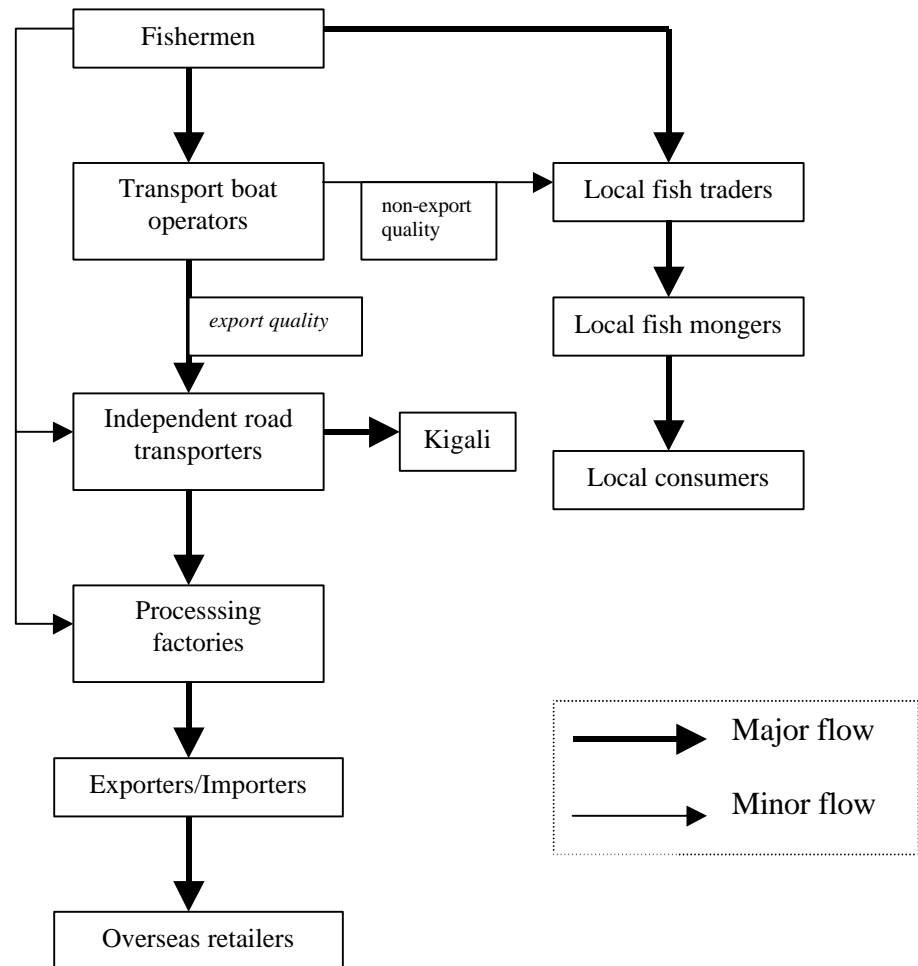 Fishermen
Transport boat
operators
non-export
quality
Local fish traders
export quality
Local fish mongers
Independent road
transporters
Kigali
Local consumers
Processsing
factories
Major flow
Minor flow
Exporters/Importers
Overseas retailers